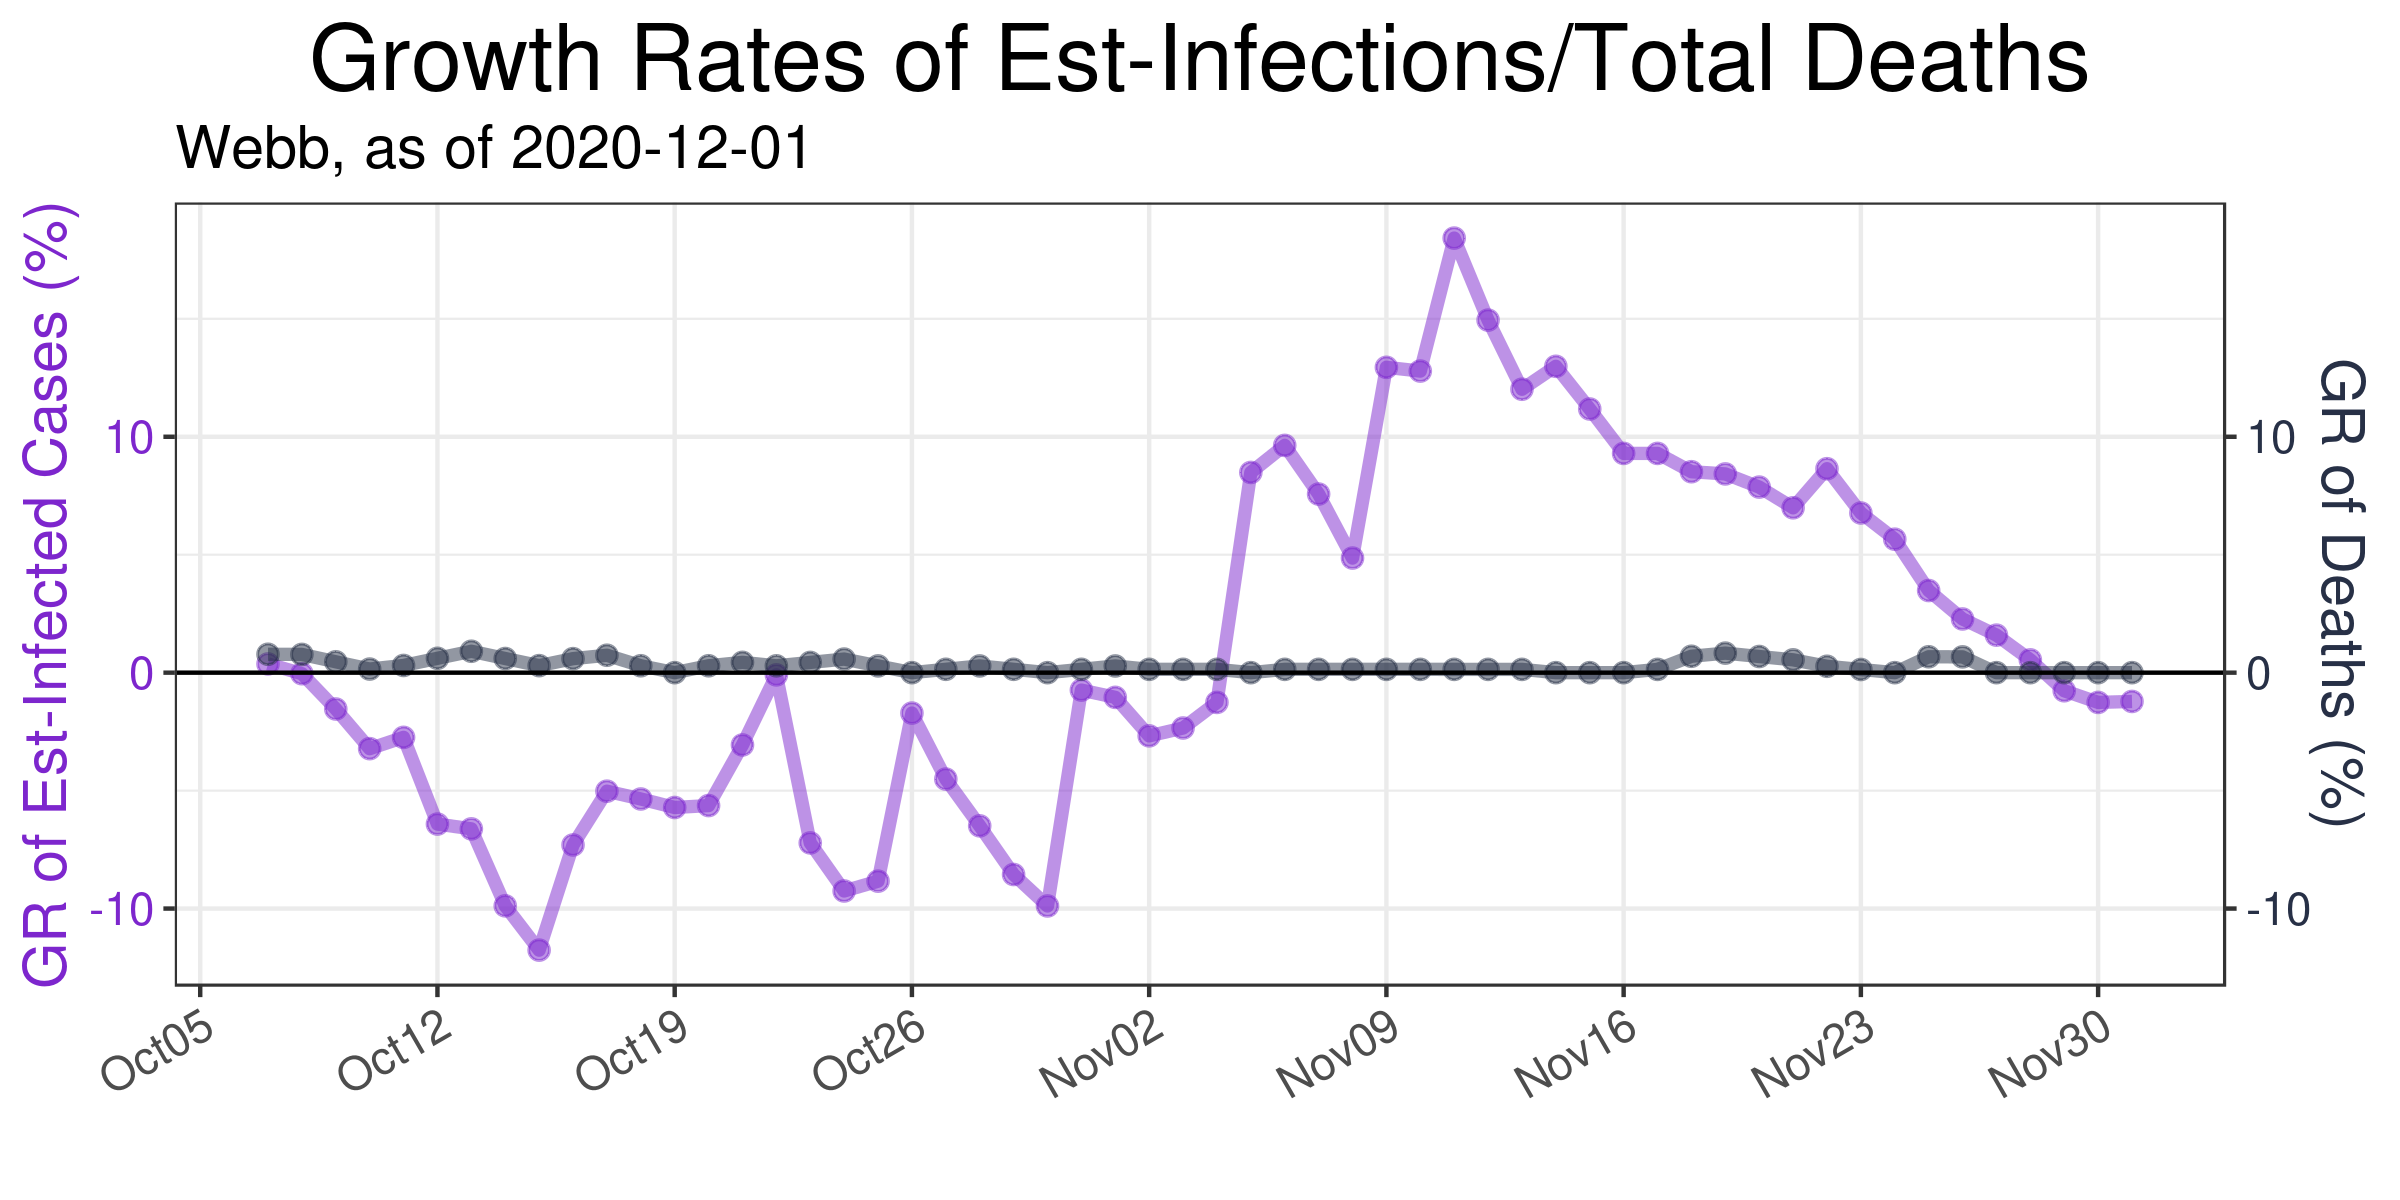 Growth Rates of Est-Infections/Total Deaths
Webb, as of 2020-12-01
GR of Est-Infected Cases (%)
10
0
-10
10
0
-10
GR of Deaths (%)
Oct05
Oct12
Oct19
Oct26
Nov02
Nov09
Nov16
Nov23
Nov30